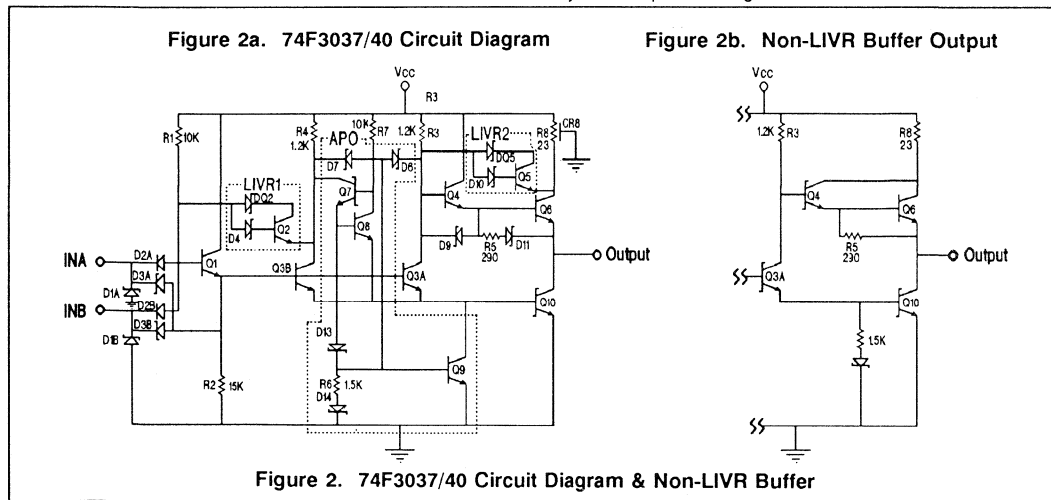 Figure 2a. 74F3037/40 Circuit Diagram
Figure 2b. Non-LIVR Buffer Output
Vcc
R3
R1
10K
R4
1.2K
APO
10K
R7
1.2K
R3
LIVR2
R8
23
CR8
D7
D6
DQ5
D10
Q5
LIVR1
DQ2
D4
Q2
Q7
Q8
Q4
Q6
D9
R5
290
D11
Output
INA
D2A
Q1
D3A
D1A
Q3B
Q3A
INB
D2B
D3B
D1B
Q10
D13
R2
15K
R6
1.5K
D14
Q9
Vcc
1.2K
R3
R8
23
Q4
Q6
R5
290
Output
Q3A
Q10
1.5K
Figure 2. 74F3037/40 Circuit Diagram & Non-LIVR Buffer